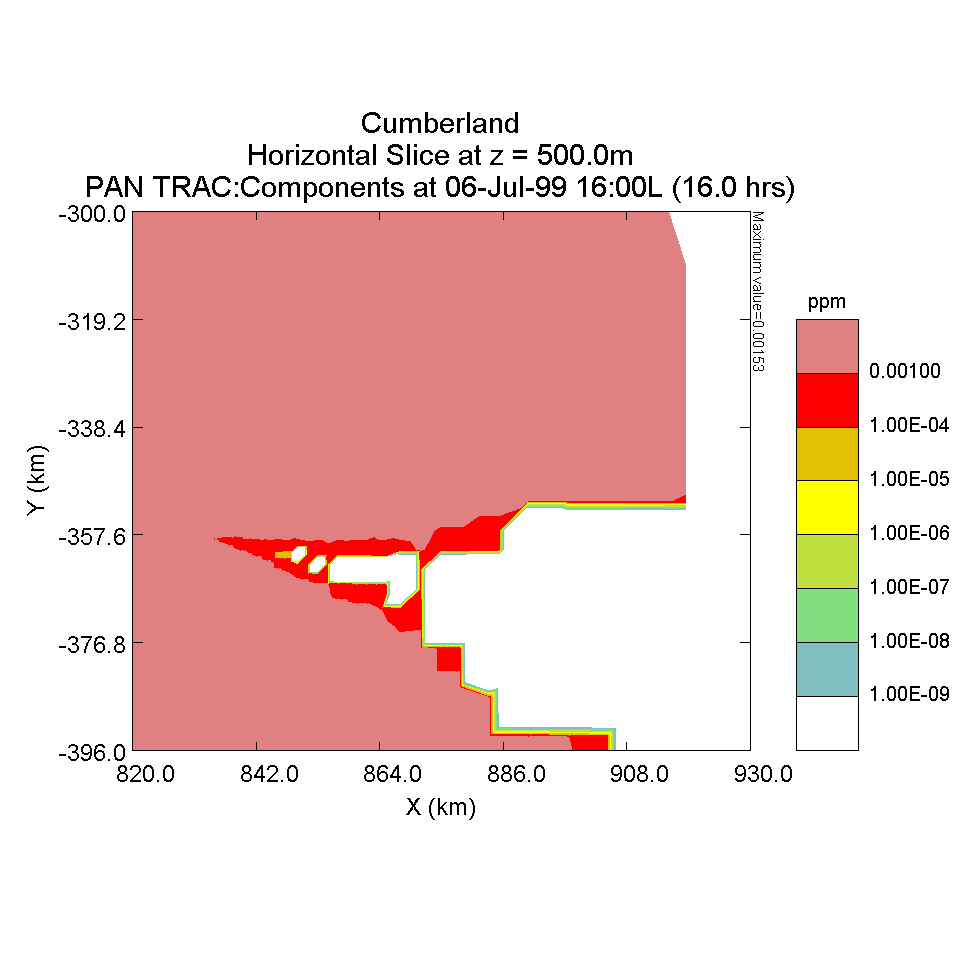 Cumberland
Horizontal Slice at z = 500.0m
PAN TRAC:Components at 06-Jul-99 16:00L (16.0 hrs)
-300.0
-319.2
-338.4
-357.6
-376.8
-396.0
Y (km)
820.0 842.0 864.0 886.0 908.0 930.0
X (km)
Maximum value=0.00153
ppm
0.00100
1.00E-04
1.00E-05
1.00E-06
1.00E-07
1.00E-08
1.00E-09